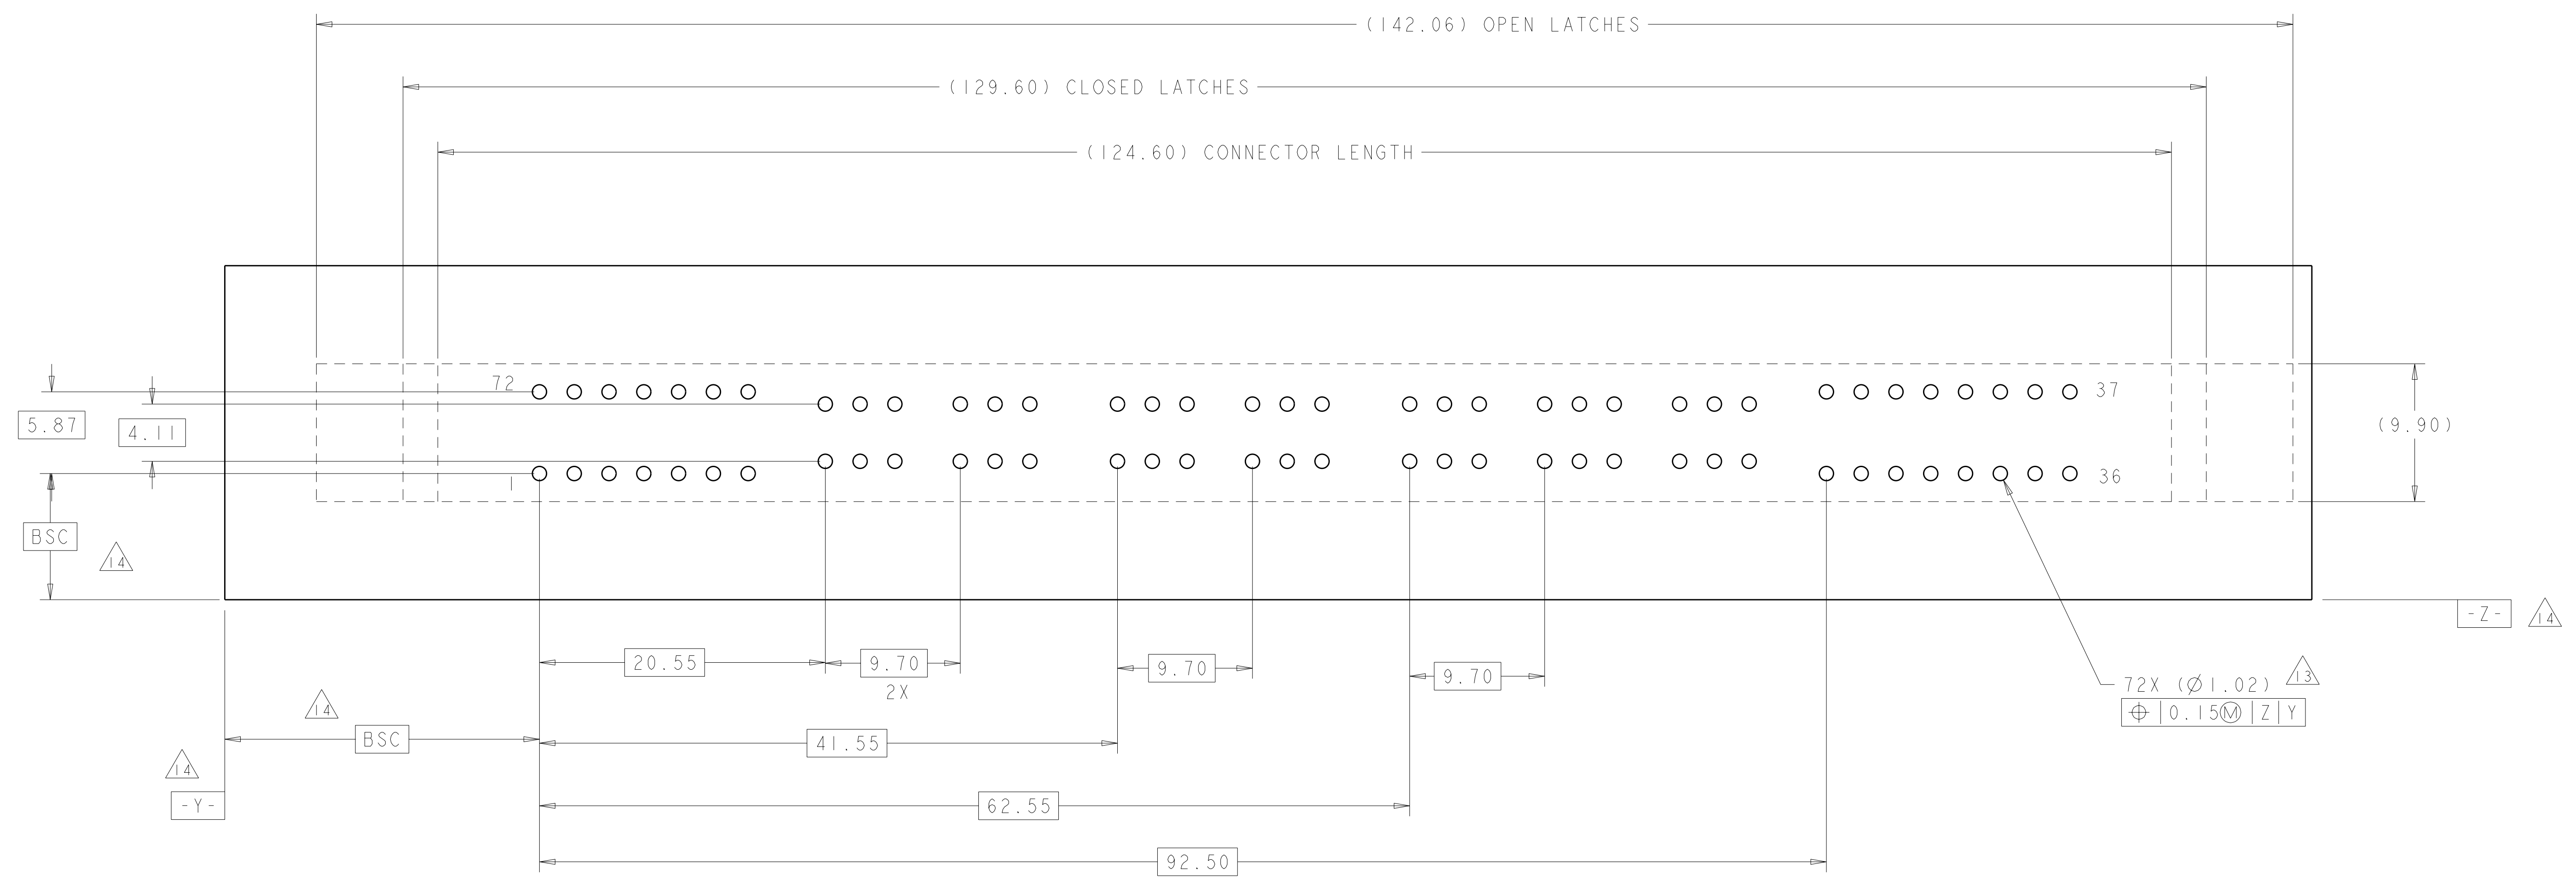 (142.06) OPEN LATCHES
(129.60) CLOSED LATCHES
(124.60) CONNECTOR LENGTH
72
37
5.87
4.11
(9.90)
1
36
BSC
14
-Z-
14
20.55
9.70
2X
9.70
9.70
72X (Ø1.02)
13
⌖ 0.15Ⓜ Z Y
14
BSC
41.55
14
-Y-
62.55
92.50